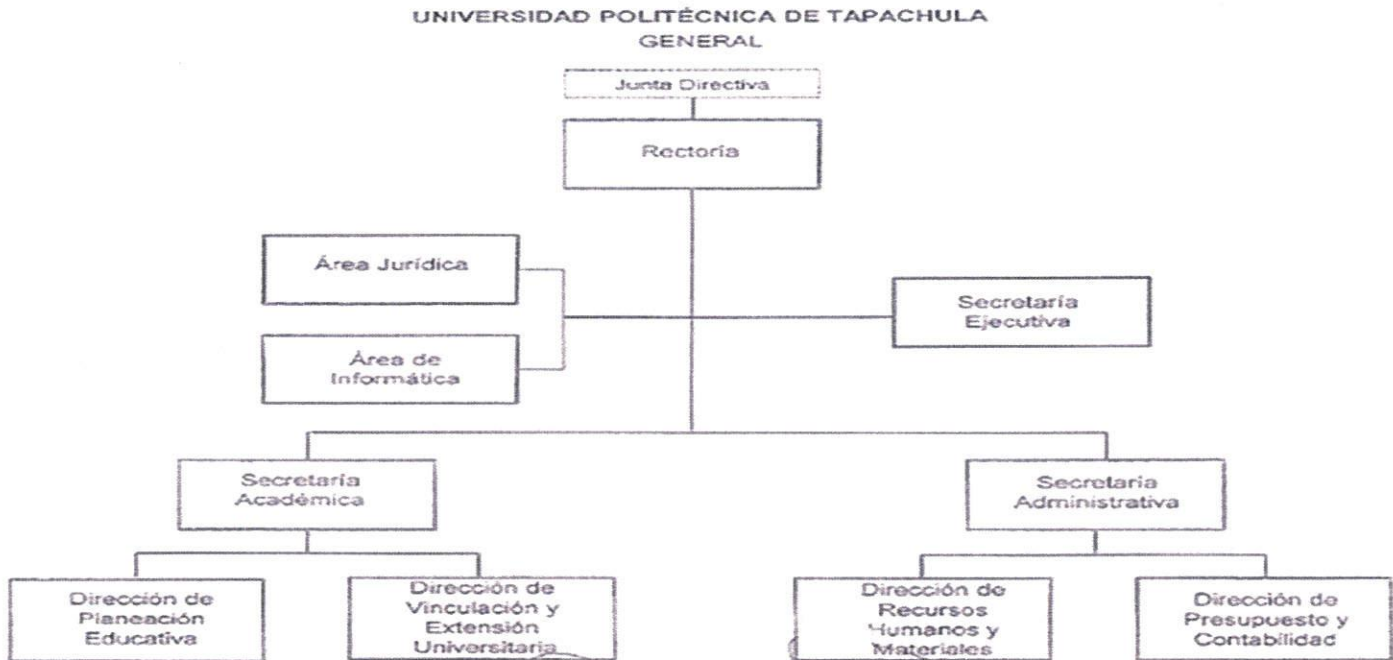 UNIVERSIDAD POLITÉCNICA DE TAPACHULA
GENERAL
Junta Directiva
Rectoría
Área Jurídica
Secretaría
Ejecutiva
Área de
Informática
Secretaría
Académica
Secretaria
Administrativa
Dirección de
Planeación
Educativa
Dirección de
Vinculación y
Extensión
Universitaria
Dirección de
Recursos
Humanos y
Materiales
Dirección de
Presupuesto y
Contabilidad